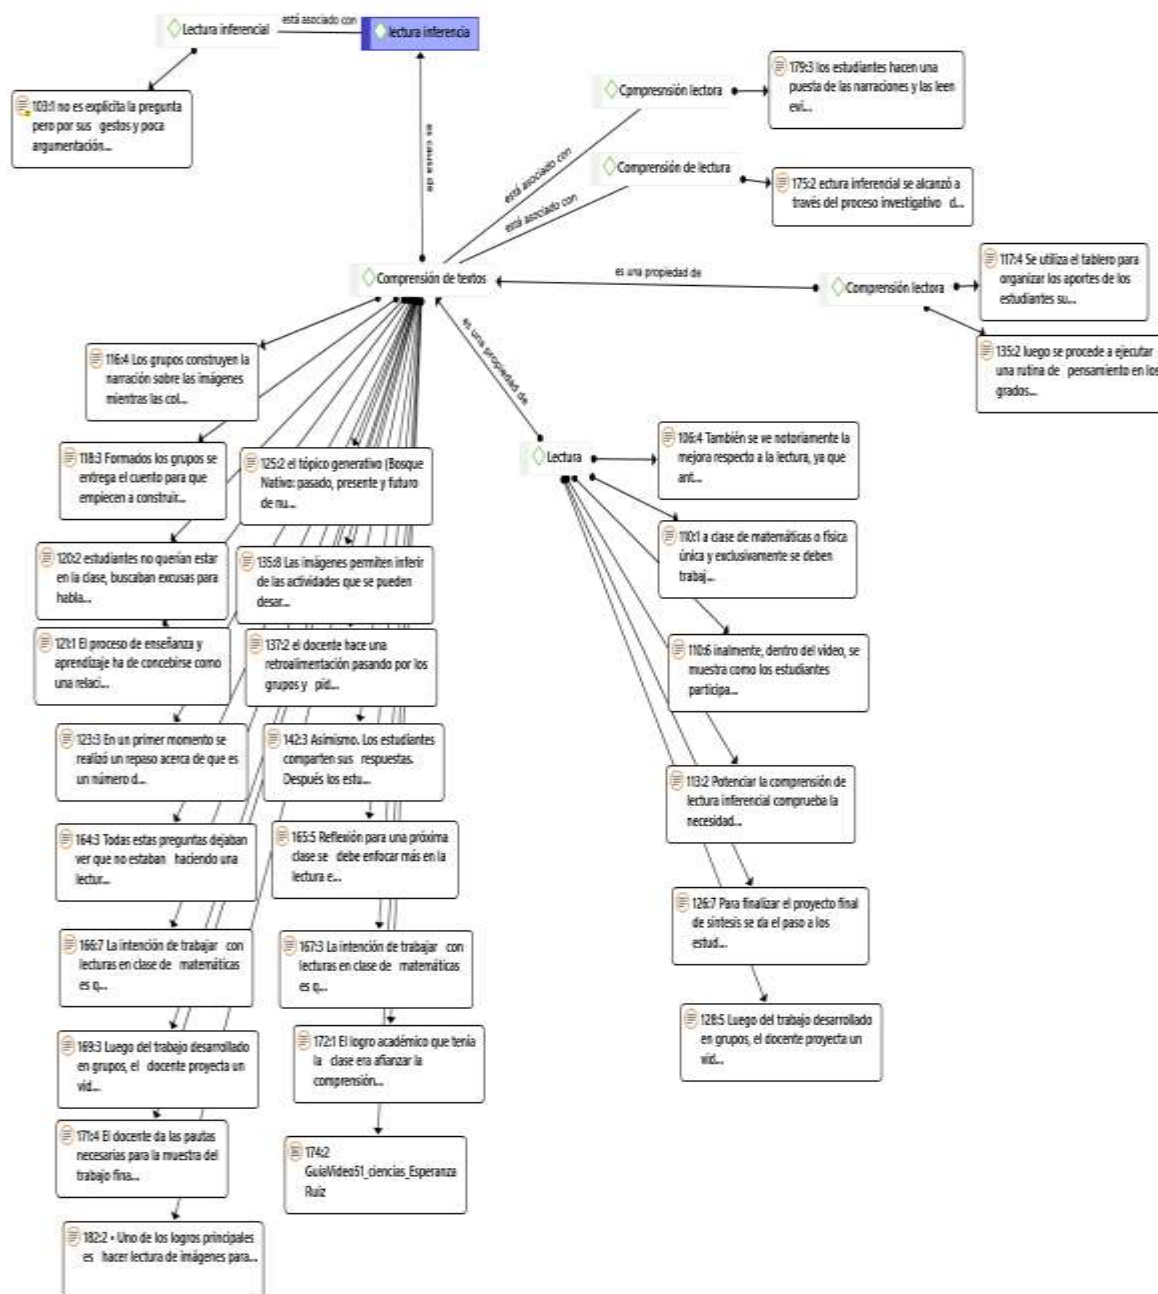 Lectura inferencial
está asociado con
lectura inferencia
103:1 no es explicita la pregunta
pero por sus gestos y poca
argumentación...
es causa de
Cpmpresnsión lectora
179:3 los estudiantes hacen una
puesta de las narraciones y las leen
evi...
está asociado con
Comprensión de lectura
175:2 ectura inferencial se alcanzó a
través del proceso investigativo d...
está asociado con
Comprensión de textos
es una propiedad de
Comprensión lectora
117:4 Se utiliza el tablero para
organizar los aportes de los
estudiantes su...
135:2 luego se procede a ejecutar
una rutina de pensamiento en los
grados...
es una propiedad de
Lectura
116:4 Los grupos construyen la
narración sobre las imágenes
mientras las col...
118:3 Formados los grupos se
entrega el cuento para que
empiecen a construir...
125:2 el tópico generativo (Bosque
Nativo: pasado, presente y futuro
de nu...
120:2 estudiantes no querían estar
en la clase, buscaban excusas para
habla...
135:8 Las imágenes permiten inferir
de las actividades que se pueden
desar...
121:1 El proceso de enseñanza y
aprendizaje ha de concebirse como
una relaci...
137:2 el docente hace una
retroalimentación pasando por los
grupos y pid...
123:3 En un primer momento se
realizó un repaso acerca de que es
un número d...
142:3 Asimismo. Los estudiantes
comparten sus respuestas.
Después los estu...
164:3 Todas estas preguntas dejaban
ver que no estaban haciendo una
lectur...
165:5 Reflexión para una próxima
clase se debe enfocar más en la
lectura e...
166:7 La intención de trabajar con
lecturas en clase de matemáticas
es q...
167:3 La intención de trabajar con
lecturas en clase de matemáticas
es q...
169:3 Luego del trabajo desarrollado
en grupos, el docente proyecta un
vid...
172:1 El logro académico que tenía
la clase era afianzar la
comprensión...
171:4 El docente da las pautas
necesarias para la muestra del
trabajo fina...
174:2
GuiaVideo51_ciencias_Esperanza
Ruiz
182:2 • Uno de los logros principales
es hacer lectura de imágenes para...
106:4 También se ve notoriamente la
mejora respecto a la lectura, ya que
ant...
110:1 a clase de matemáticas o física
única y exclusivamente se deben
trabaj...
110:6 inalmente, dentro del video, se
muestra como los estudiantes
participa...
113:2 Potenciar la comprensión de
lectura inferencial comprueba la
necesidad...
126:7 Para finalizar el proyecto final
de síntesis se da el paso a los
estud...
128:5 Luego del trabajo desarrollado
en grupos, el docente proyecta un
vid...